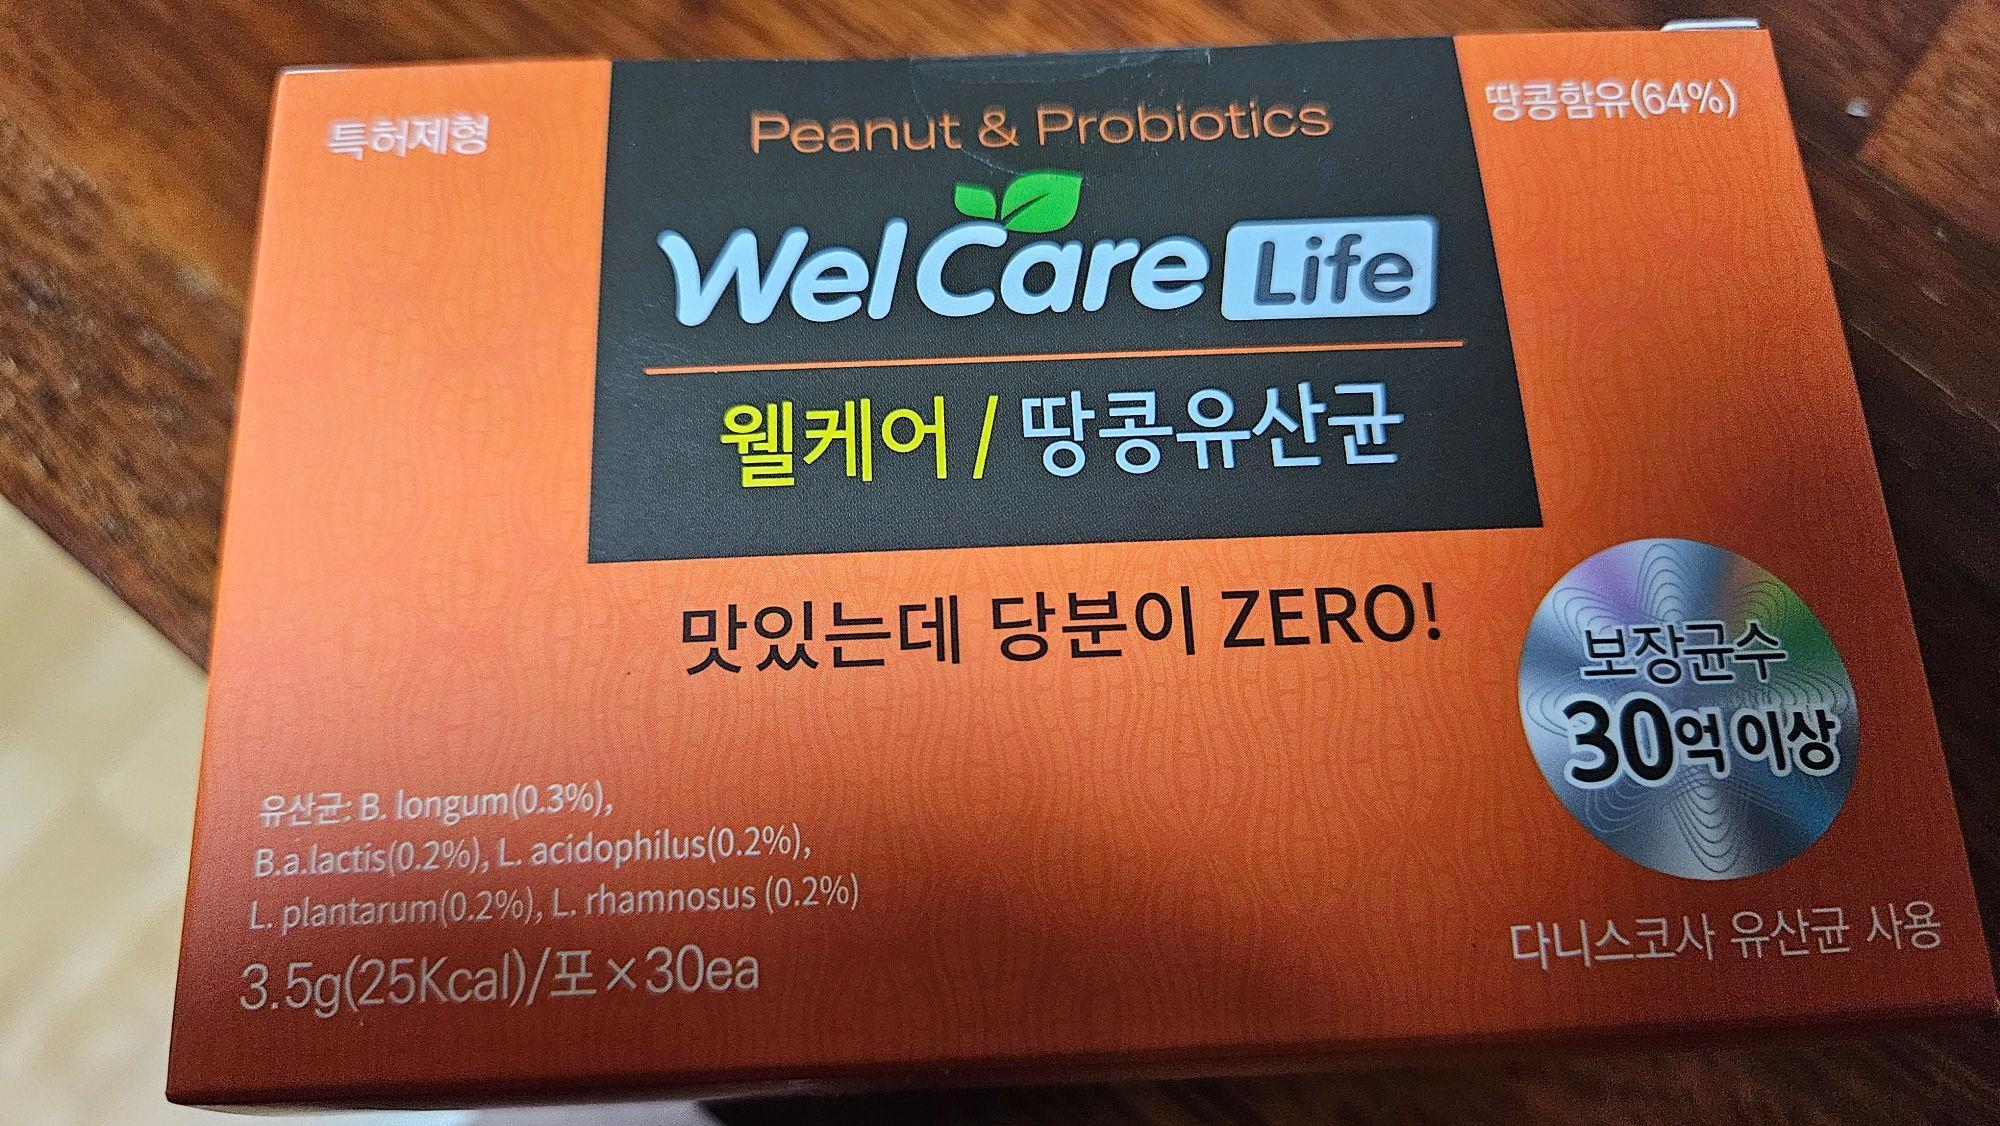 특허제형
Peanut & Probiotics
땅콩함유(64%)
WelCare Life
웰케어 / 땅콩유산균
맛있는데 당분이 ZERO!
보장균수
30억 이상
유산균: B. longum(0.3%),
B.a.lactis(0.2%), L. acidophilus(0.2%),
L. plantarum(0.2%), L. rhamnosus (0.2%)
3.5g(25Kcal)/포×30ea
다니스코사 유산균 사용